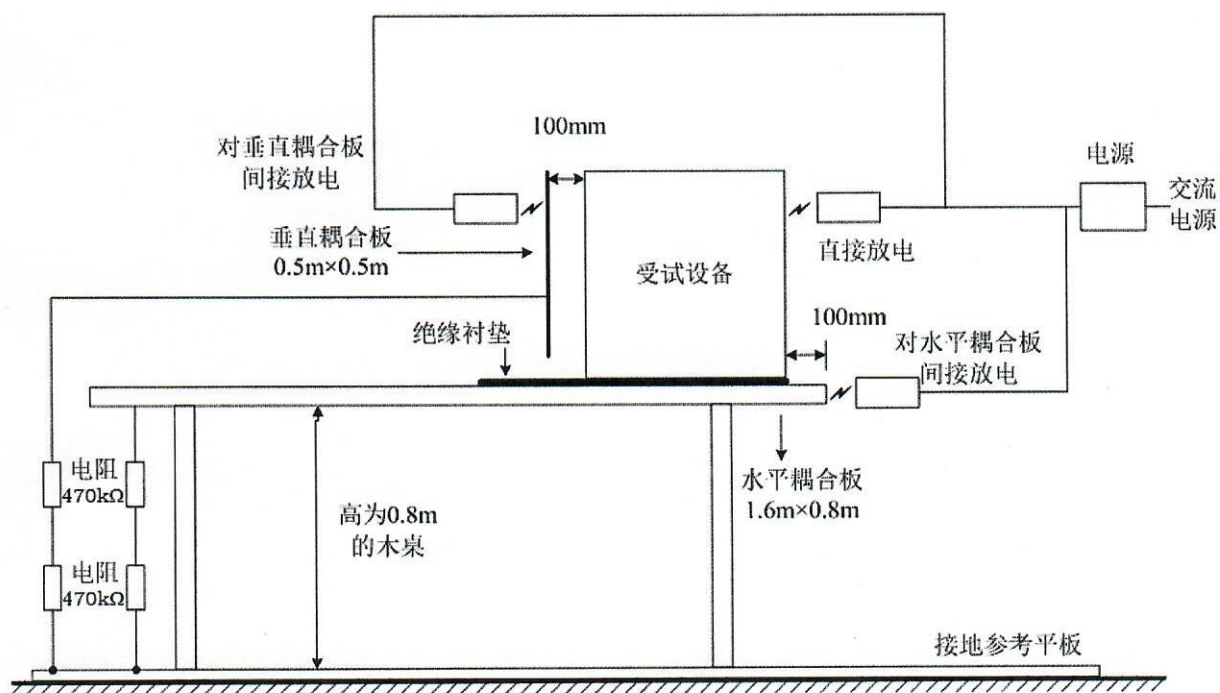 100mm
对垂直耦合板
间接放电
电源
交流
电源
垂直耦合板
0.5m×0.5m
直接放电
受试设备
100mm
绝缘衬垫
对水平耦合板
间接放电
电阻
470kΩ
水平耦合板
1.6m×0.8m
高为0.8m
的木桌
电阻
470kΩ
接地参考平板